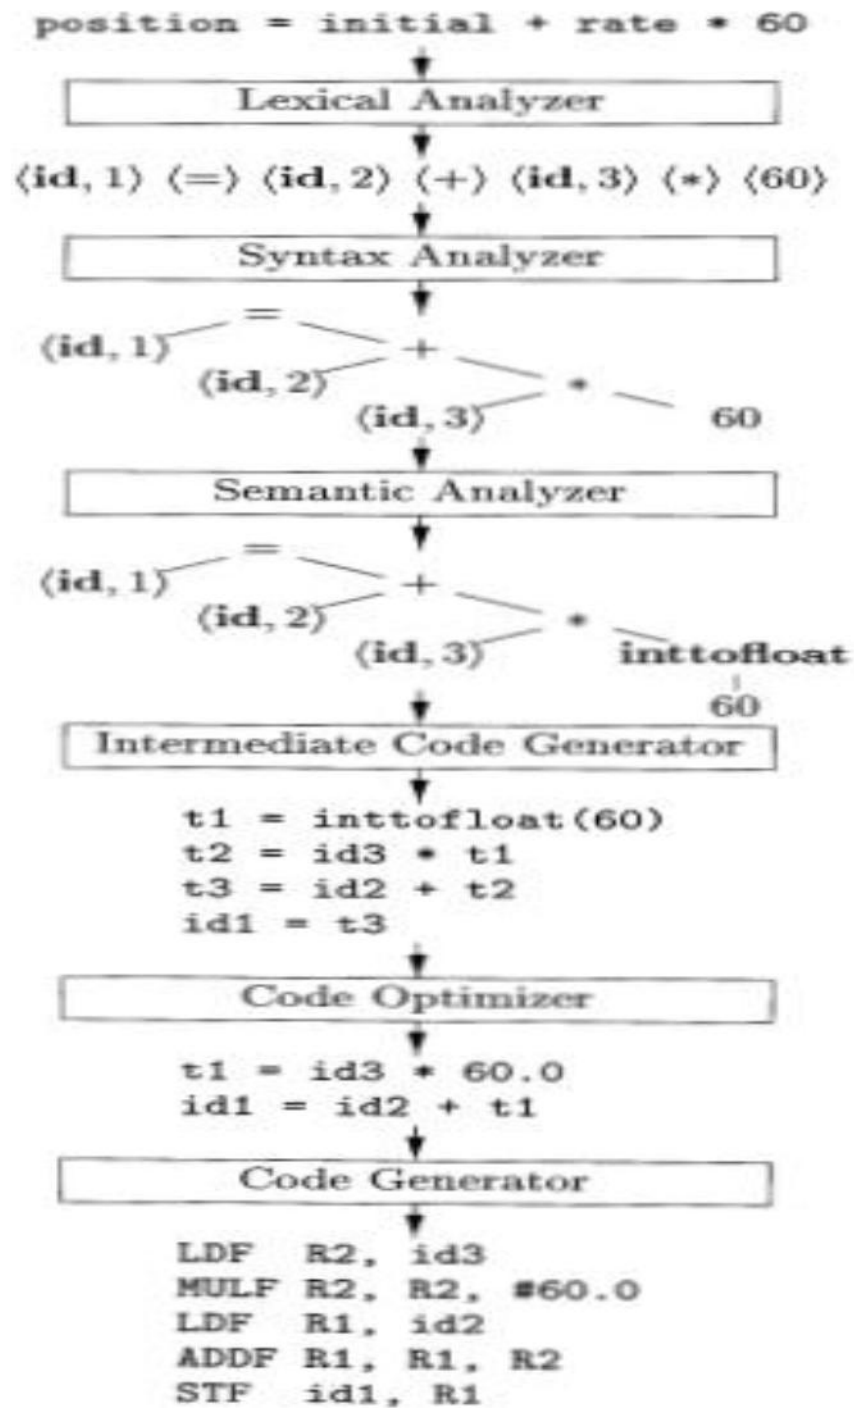 position = initial + rate * 60
Lexical Analyzer
⟨id, 1⟩ ⟨=⟩ ⟨id, 2⟩ ⟨+⟩ ⟨id, 3⟩ ⟨*⟩ ⟨60⟩
Syntax Analyzer
=
⟨id, 1⟩ +
⟨id, 2⟩ *
⟨id, 3⟩ 60
Semantic Analyzer
=
⟨id, 1⟩ +
⟨id, 2⟩ *
⟨id, 3⟩ inttofloat
60
Intermediate Code Generator
t1 = inttofloat(60)
t2 = id3 * t1
t3 = id2 + t2
id1 = t3
Code Optimizer
t1 = id3 * 60.0
id1 = id2 + t1
Code Generator
LDF R2, id3
MULF R2, R2, #60.0
LDF R1, id2
ADDF R1, R1, R2
STF id1, R1